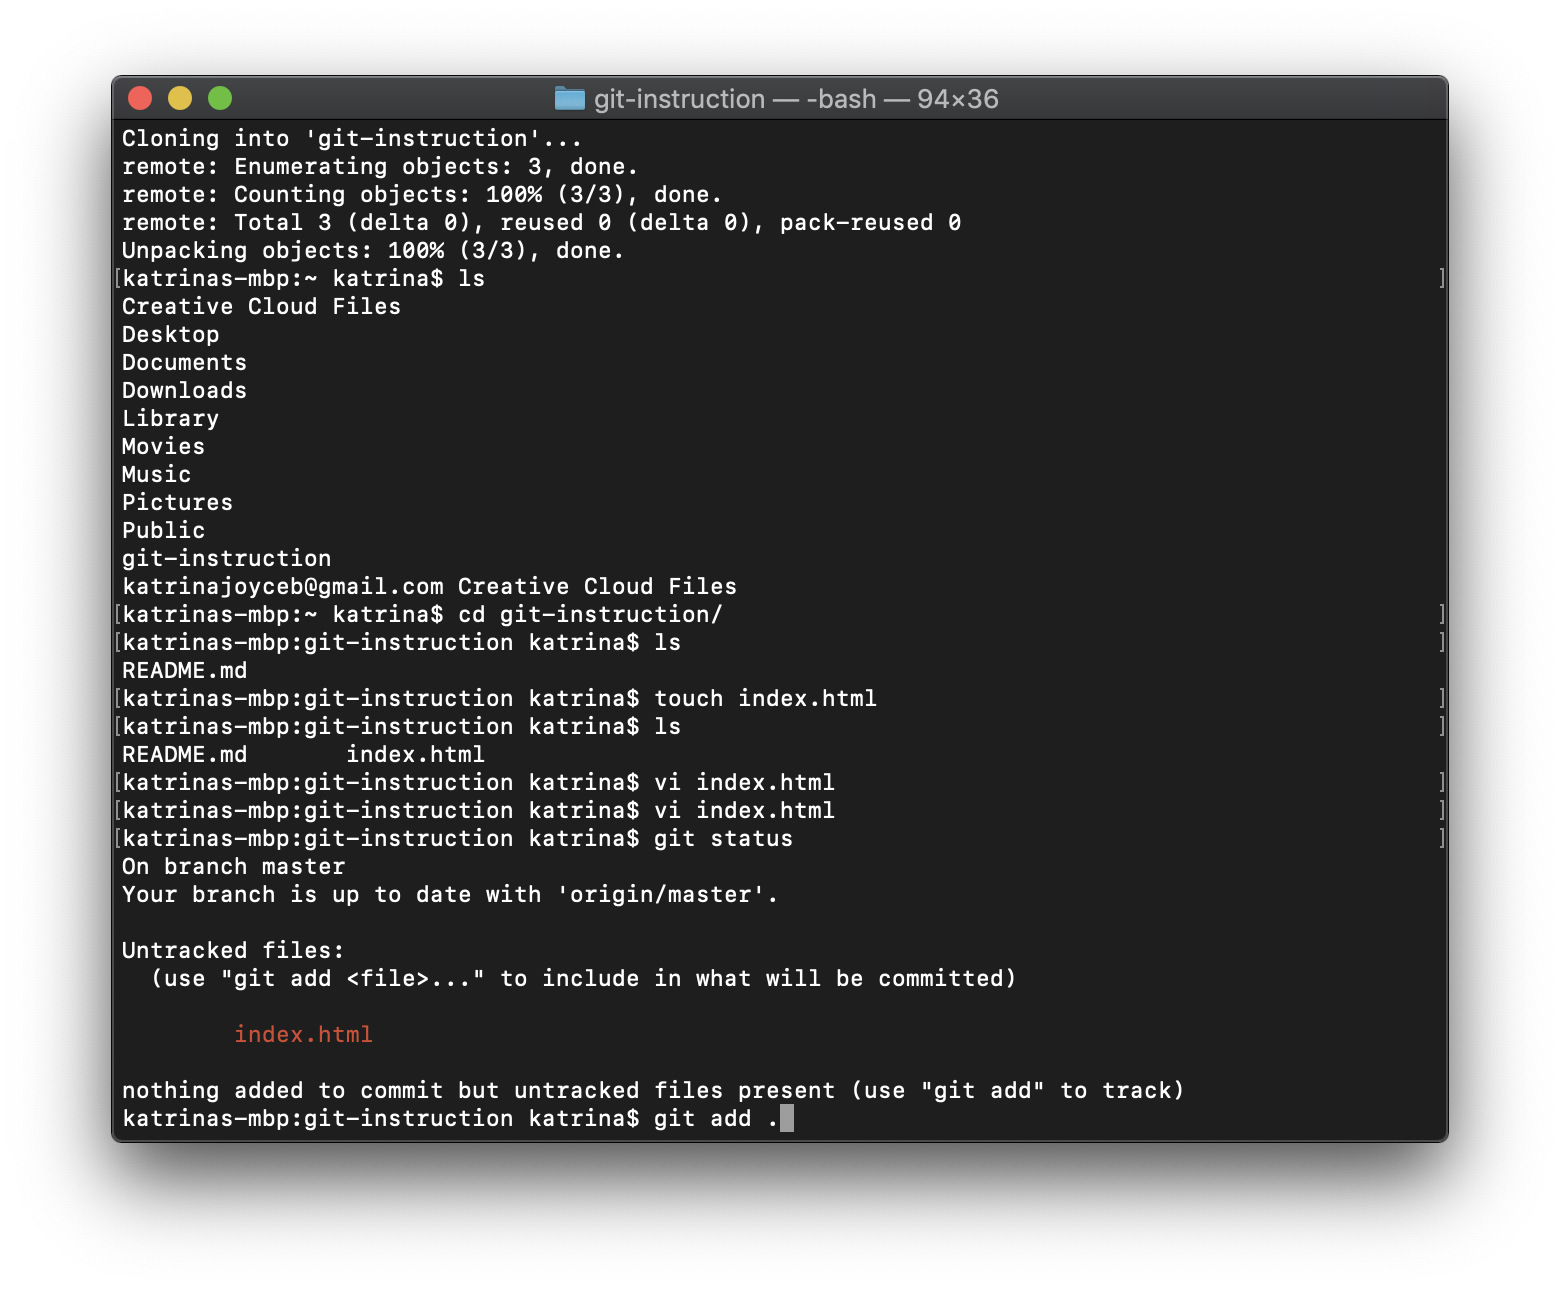 git-instruction — -bash — 94×36
Cloning into 'git-instruction'...
remote: Enumerating objects: 3, done.
remote: Counting objects: 100% (3/3), done.
remote: Total 3 (delta 0), reused 0 (delta 0), pack-reused 0
Unpacking objects: 100% (3/3), done.
[katrinas-mbp:~ katrina$ ls ]
Creative Cloud Files
Desktop
Documents
Downloads
Library
Movies
Music
Pictures
Public
git-instruction
katrinajoyceb@gmail.com Creative Cloud Files
[katrinas-mbp:~ katrina$ cd git-instruction/ ]
[katrinas-mbp:git-instruction katrina$ ls ]
README.md
[katrinas-mbp:git-instruction katrina$ touch index.html ]
[katrinas-mbp:git-instruction katrina$ ls ]
README.md       index.html
[katrinas-mbp:git-instruction katrina$ vi index.html ]
[katrinas-mbp:git-instruction katrina$ vi index.html ]
[katrinas-mbp:git-instruction katrina$ git status ]
On branch master
Your branch is up to date with 'origin/master'.

Untracked files:
  (use "git add <file>..." to include in what will be committed)

        index.html

nothing added to commit but untracked files present (use "git add" to track)
katrinas-mbp:git-instruction katrina$ git add .